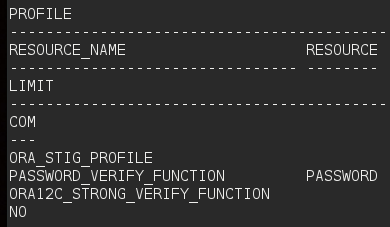 PROFILE
--------------------------------------------
RESOURCE_NAME                    RESOURCE
-------------------------------- --------
LIMIT
--------------------------------------------
COM
---
ORA_STIG_PROFILE
PASSWORD_VERIFY_FUNCTION         PASSWORD
ORA12C_STRONG_VERIFY_FUNCTION
NO